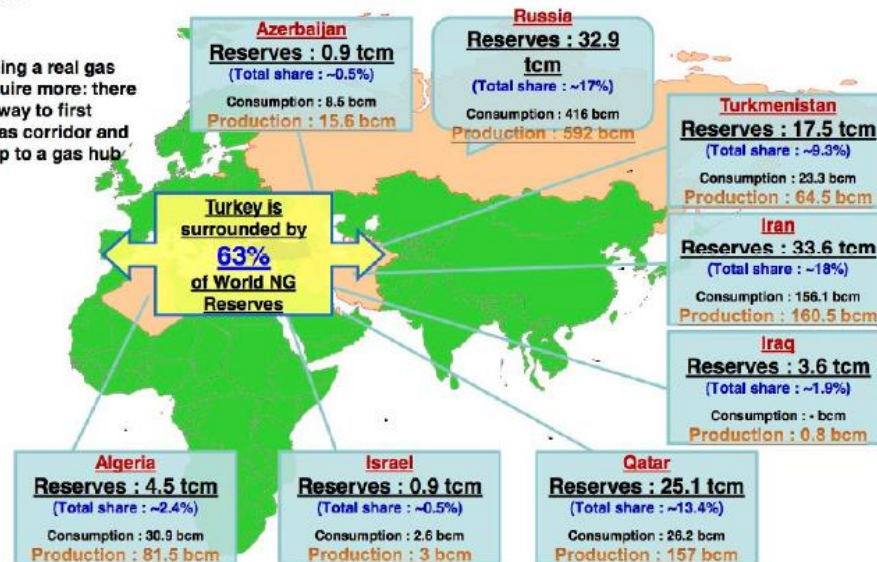 ing a real gas
uire more: there
way to first
as corridor and
p to a gas hub
Azerbaijan
Reserves : 0.9 tcm
(Total share : ~0.5%)
Consumption : 8.5 bcm
Production : 15.6 bcm
Russia
Reserves : 32.9
tcm
(Total share : ~17%)
Consumption : 416 bcm
Production : 592 bcm
Turkmenistan
Reserves : 17.5 tcm
(Total share : ~9.3%)
Consumption : 23.3 bcm
Production : 64.5 bcm
Turkey is
surrounded by
63%
of World NG
Reserves
Iran
Reserves : 33.6 tcm
(Total share : ~18%)
Consumption : 156.1 bcm
Production : 160.5 bcm
Iraq
Reserves : 3.6 tcm
(Total share : ~1.9%)
Consumption : - bcm
Production : 0.8 bcm
Algeria
Reserves : 4.5 tcm
(Total share : ~2.4%)
Consumption : 30.9 bcm
Production : 81.5 bcm
Israel
Reserves : 0.9 tcm
(Total share : ~0.5%)
Consumption : 2.6 bcm
Production : 3 bcm
Qatar
Reserves : 25.1 tcm
(Total share : ~13.4%)
Consumption : 26.2 bcm
Production : 157 bcm